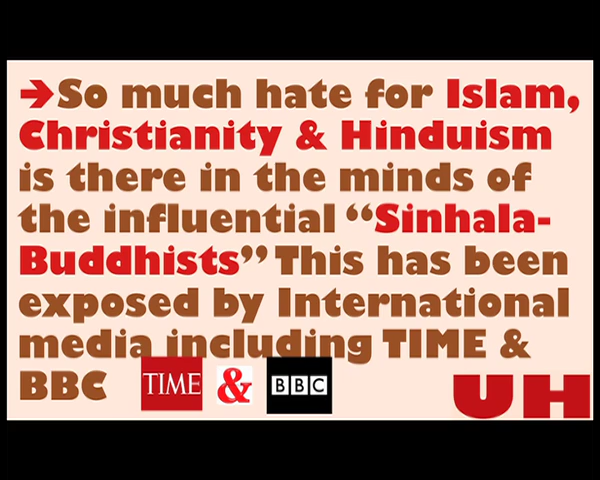 →So much hate for Islam,
Christianity & Hinduism
is there in the minds of
the influential “Sinhala-
Buddhists” This has been
exposed by International
media including TIME &
BBC
TIME & BBC
UH